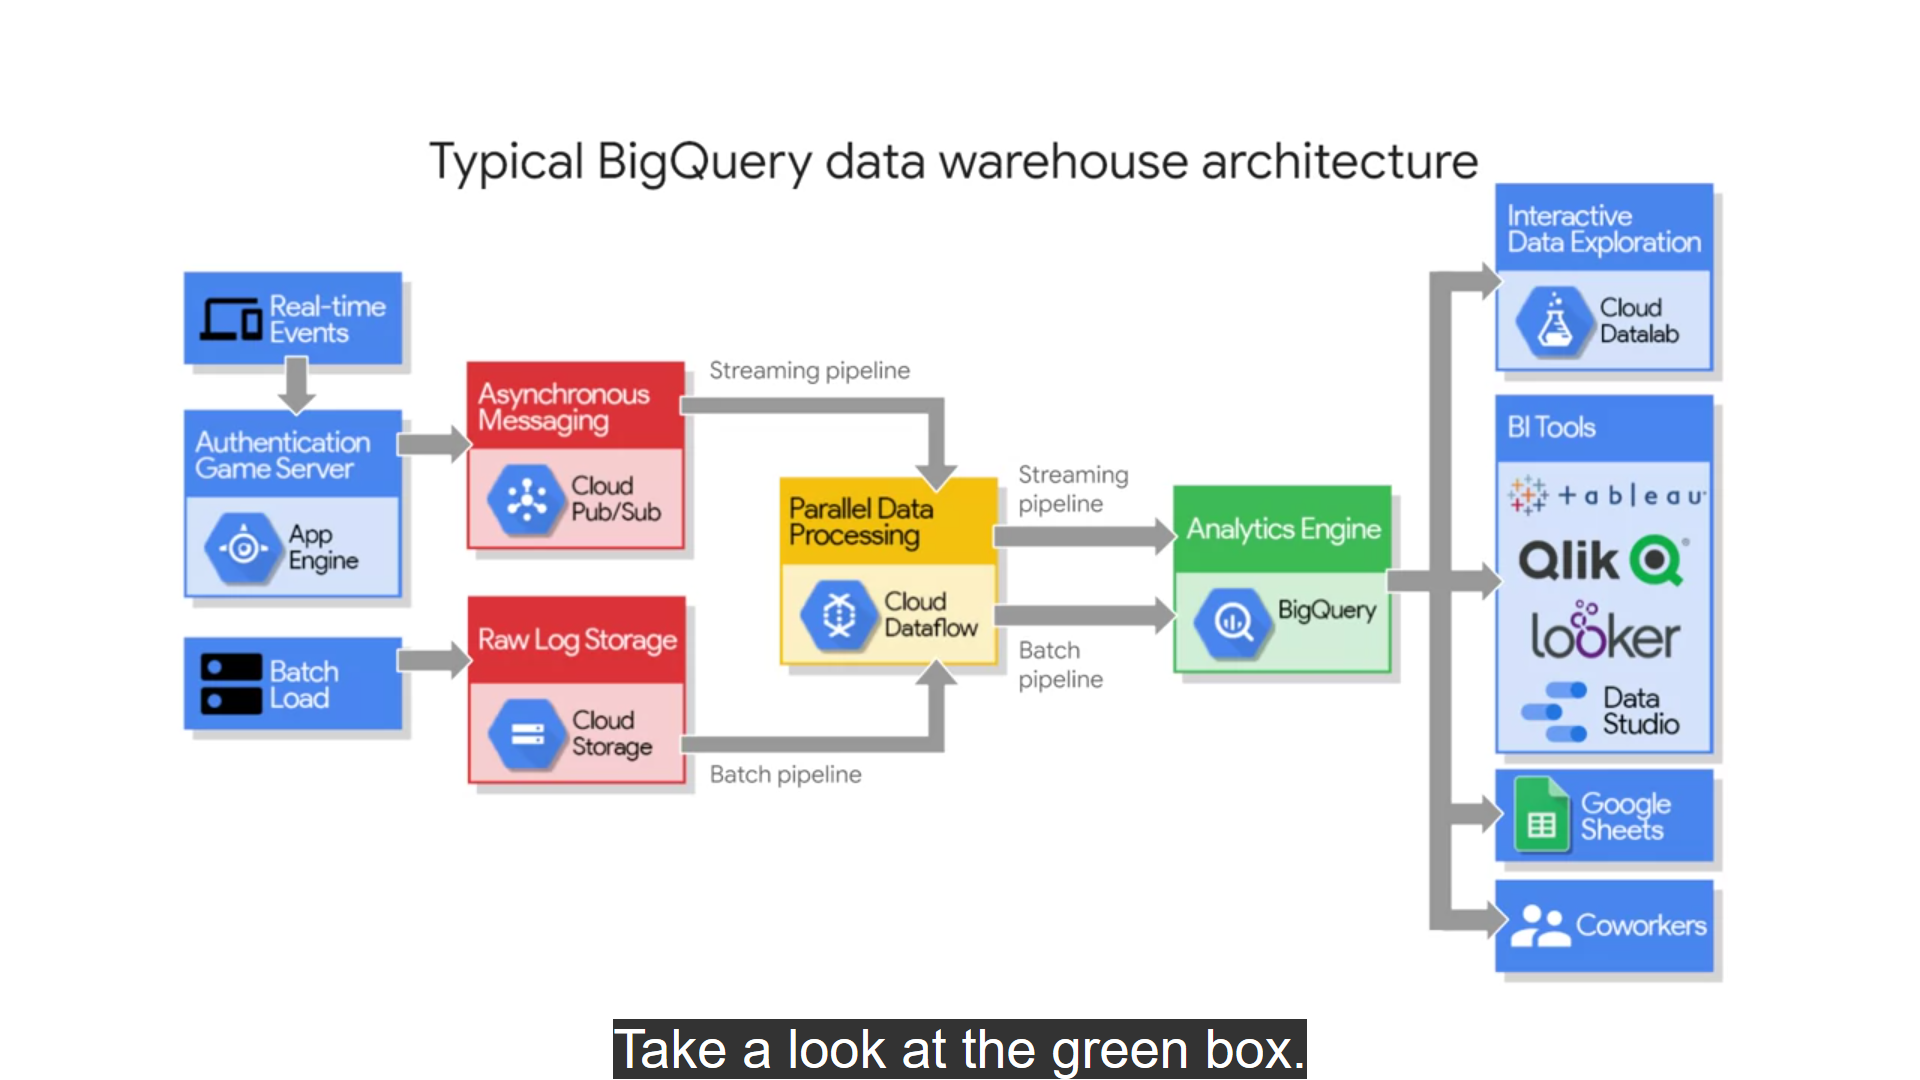 Typical BigQuery data warehouse architecture
Real-time
Events
Authentication
Game Server
App
Engine
Batch
Load
Asynchronous
Messaging
Cloud
Pub/Sub
Raw Log Storage
Cloud
Storage
Streaming pipeline
Batch pipeline
Parallel Data
Processing
Cloud
Dataflow
Streaming
pipeline
Batch
pipeline
Analytics Engine
BigQuery
Interactive
Data Exploration
Cloud
Datalab
BI Tools
+ableau
Qlik
looker
Data
Studio
Google
Sheets
Coworkers
Take a look at the green box.